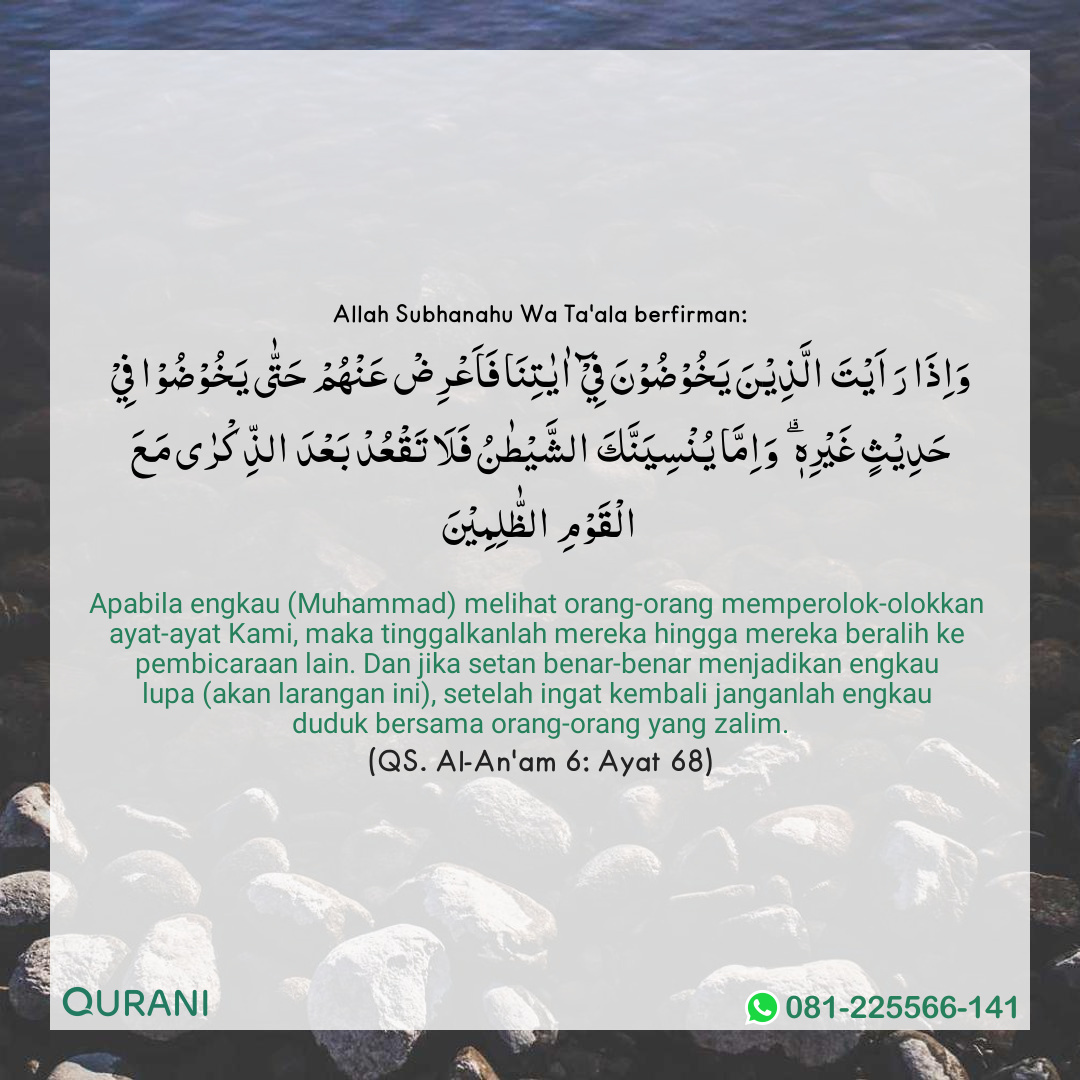 Allah Subhanahu Wa Ta'ala berfirman:
وَاِذَا رَاَيْتَ الَّذِيْنَ يَخُوْضُوْنَ فِيْٓ اٰيٰتِنَا فَاَعْرِضْ عَنْهُمْ حَتّٰى يَخُوْضُوْا فِيْ
حَدِيْثٍ غَيْرِهٖۗ وَاِمَّا يُنْسِيَنَّكَ الشَّيْطٰنُ فَلَا تَقْعُدْ بَعْدَ الذِّكْرٰى مَعَ
الْقَوْمِ الظّٰلِمِيْنَ
Apabila engkau (Muhammad) melihat orang-orang memperolok-olokkan
ayat-ayat Kami, maka tinggalkanlah mereka hingga mereka beralih ke
pembicaraan lain. Dan jika setan benar-benar menjadikan engkau
lupa (akan larangan ini), setelah ingat kembali janganlah engkau
duduk bersama orang-orang yang zalim.
(QS. Al-An'am 6: Ayat 68)
QURANI
081-225566-141